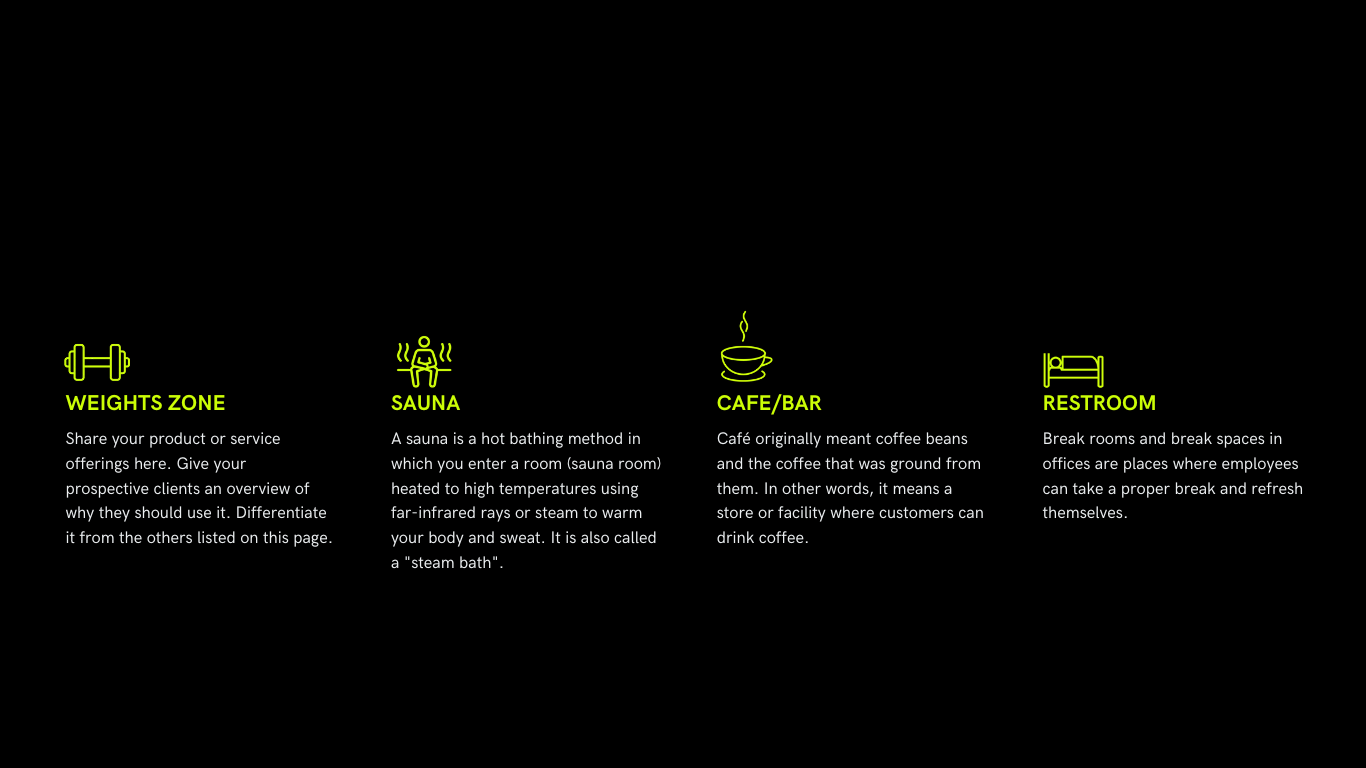 WEIGHTS ZONE
Share your product or service
offerings here. Give your
prospective clients an overview of
why they should use it. Differentiate
it from the others listed on this page.
SAUNA
A sauna is a hot bathing method in
which you enter a room (sauna room)
heated to high temperatures using
far-infrared rays or steam to warm
your body and sweat. It is also called
a "steam bath".
CAFE/BAR
Café originally meant coffee beans
and the coffee that was ground from
them. In other words, it means a
store or facility where customers can
drink coffee.
RESTROOM
Break rooms and break spaces in
offices are places where employees
can take a proper break and refresh
themselves.